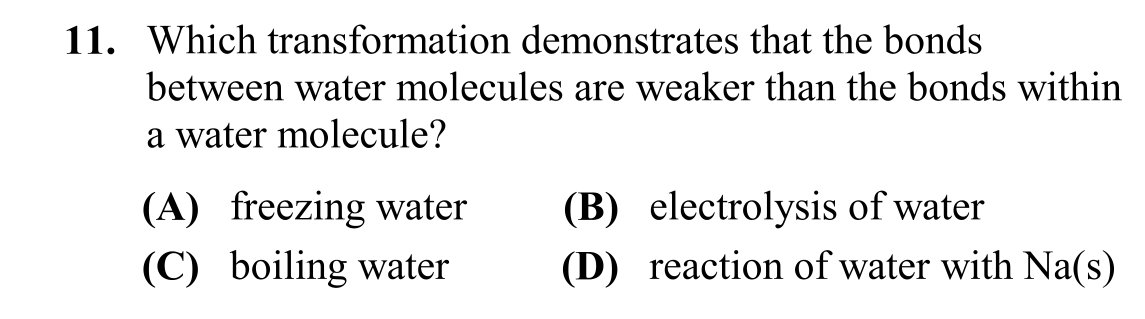 11. Which transformation demonstrates that the bonds
between water molecules are weaker than the bonds within
a water molecule?
(A) freezing water (B) electrolysis of water
(C) boiling water (D) reaction of water with Na(s)